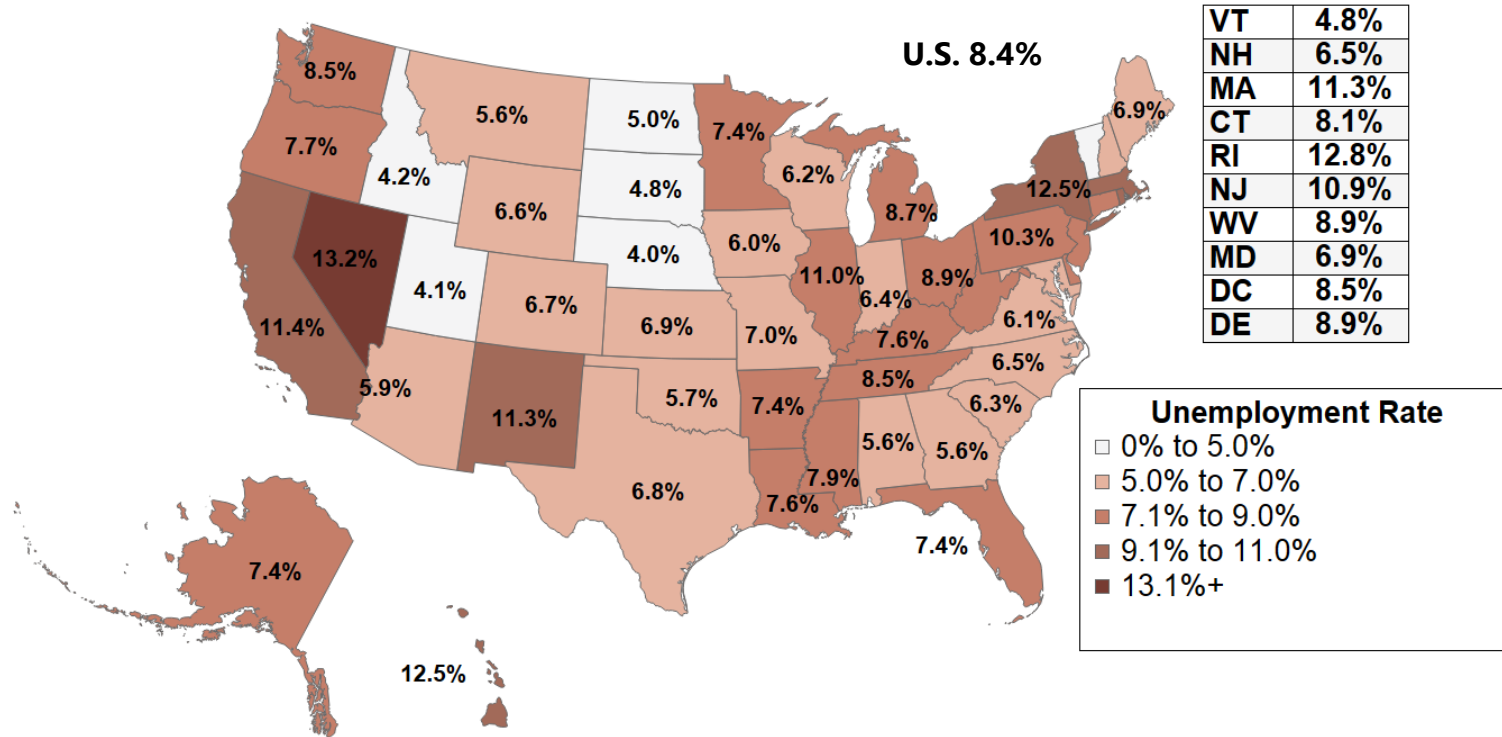 U.S. 8.4%
VT 4.8%
NH 6.5%
MA 11.3%
CT 8.1%
RI 12.8%
NJ 10.9%
WV 8.9%
MD 6.9%
DC 8.5%
DE 8.9%
8.5%
7.7%
4.2%
5.6%
5.0%
7.4%
6.2%
8.7%
12.5%
6.9%
11.4%
13.2%
4.1%
6.6%
4.8%
4.0%
6.0%
11.0%
6.4%
8.9%
10.3%
6.7%
6.9%
7.0%
7.6%
6.1%
5.9%
11.3%
5.7%
7.4%
8.5%
6.5%
6.3%
6.8%
7.6%
7.9%
5.6%
5.6%
7.4%
7.4%
12.5%
Unemployment Rate
0% to 5.0%
5.0% to 7.0%
7.1% to 9.0%
9.1% to 11.0%
13.1%+